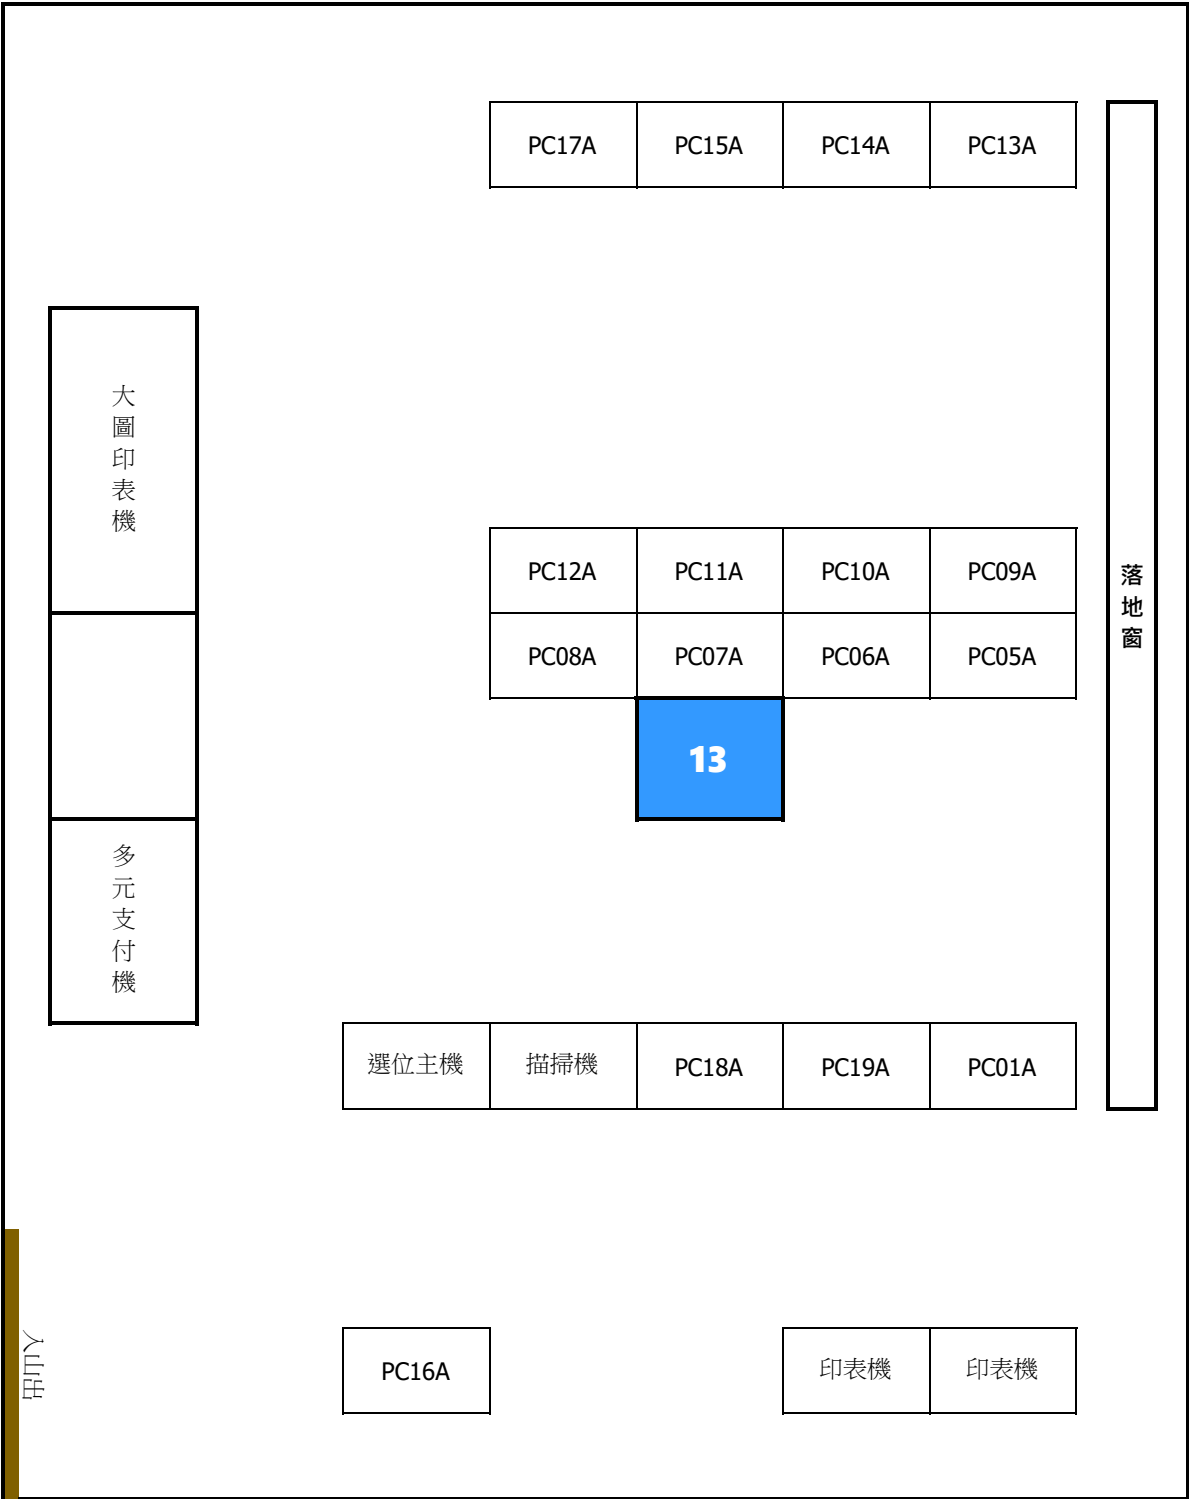 PC17A PC15A PC14A PC13A
大圖印表機
PC12A PC11A PC10A PC09A
落地窗
PC08A PC07A PC06A PC05A
13
多元支付機
選位主機 描掃機 PC18A PC19A PC01A
出口
PC16A 印表機 印表機